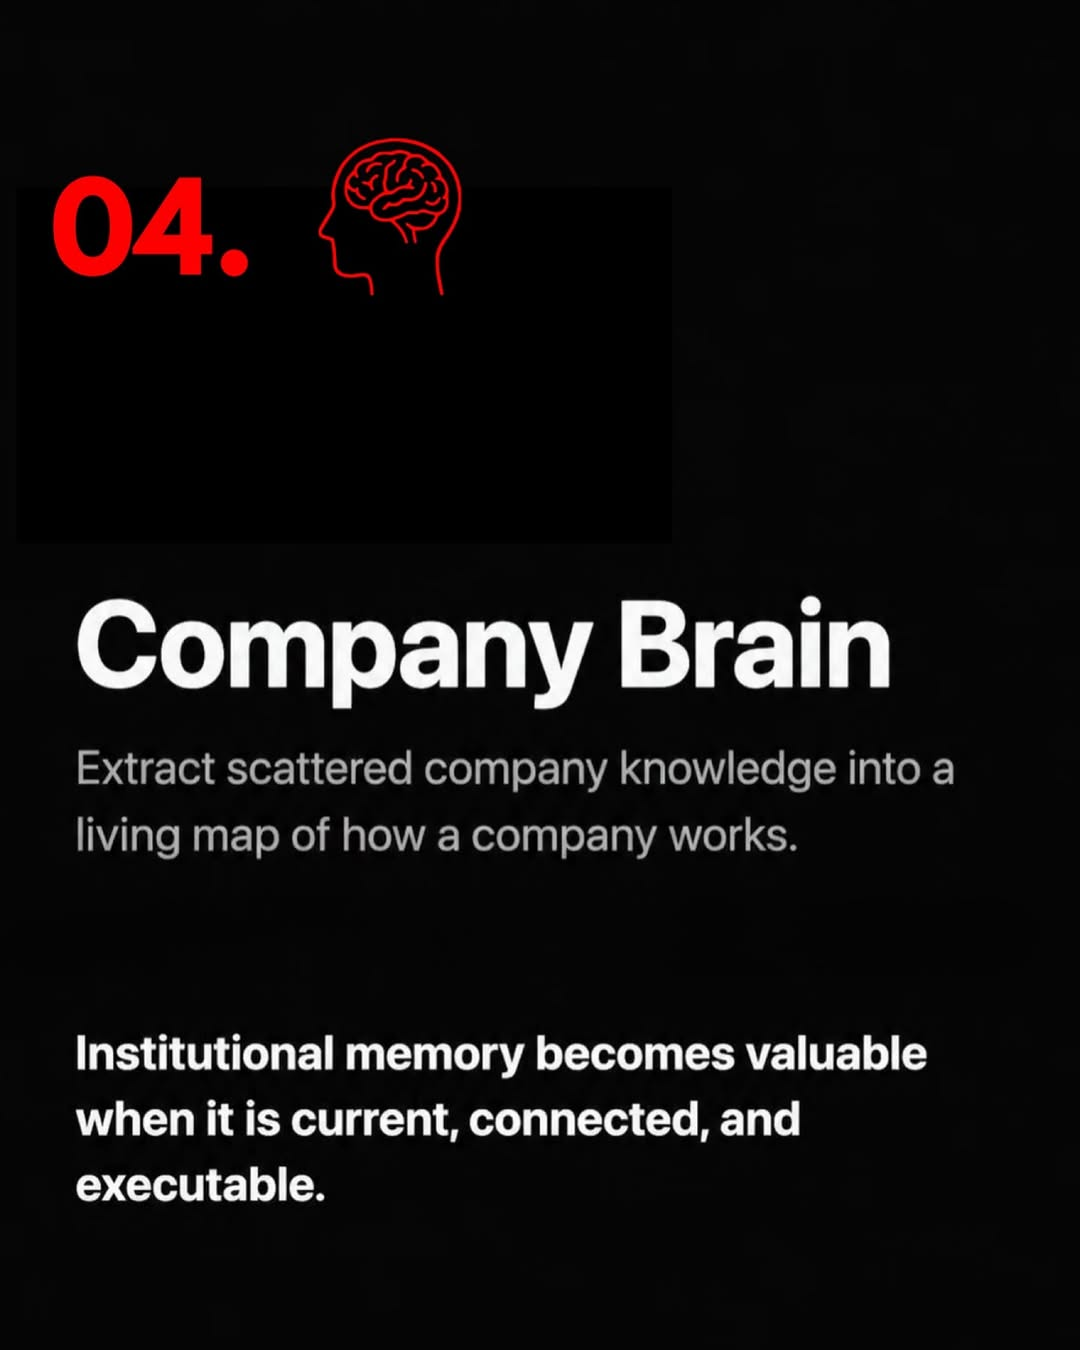 04.
Company Brain
Extract scattered company knowledge into a
living map of how a company works.
Institutional memory becomes valuable
when it is current, connected, and
executable.